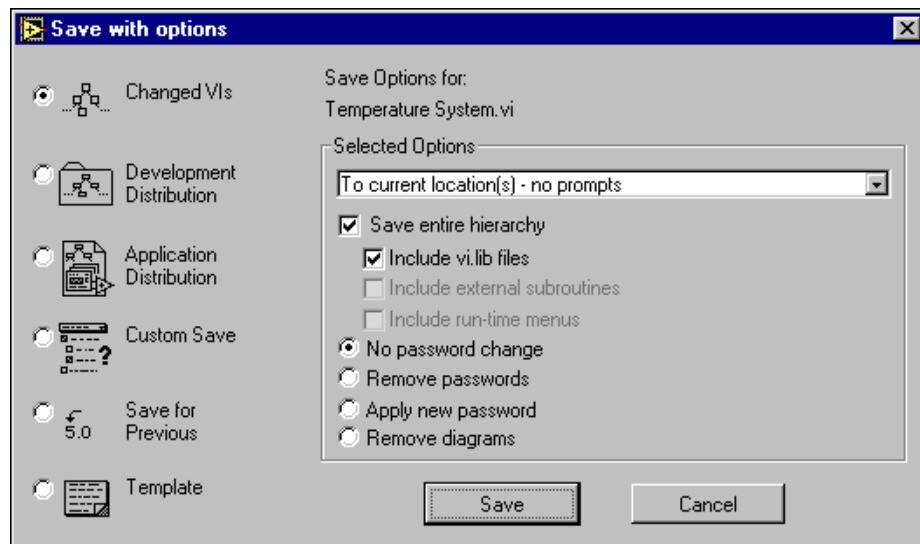 Save with options
Changed VIs
Development
Distribution
Application
Distribution
Custom Save
5.0
Save for
Previous
Template
Save Options for:
Temperature System.vi
Selected Options
To current location(s) - no prompts
Save entire hierarchy
Include vi.lib files
Include external subroutines
Include run-time menus
No password change
Remove passwords
Apply new password
Remove diagrams
Save
Cancel